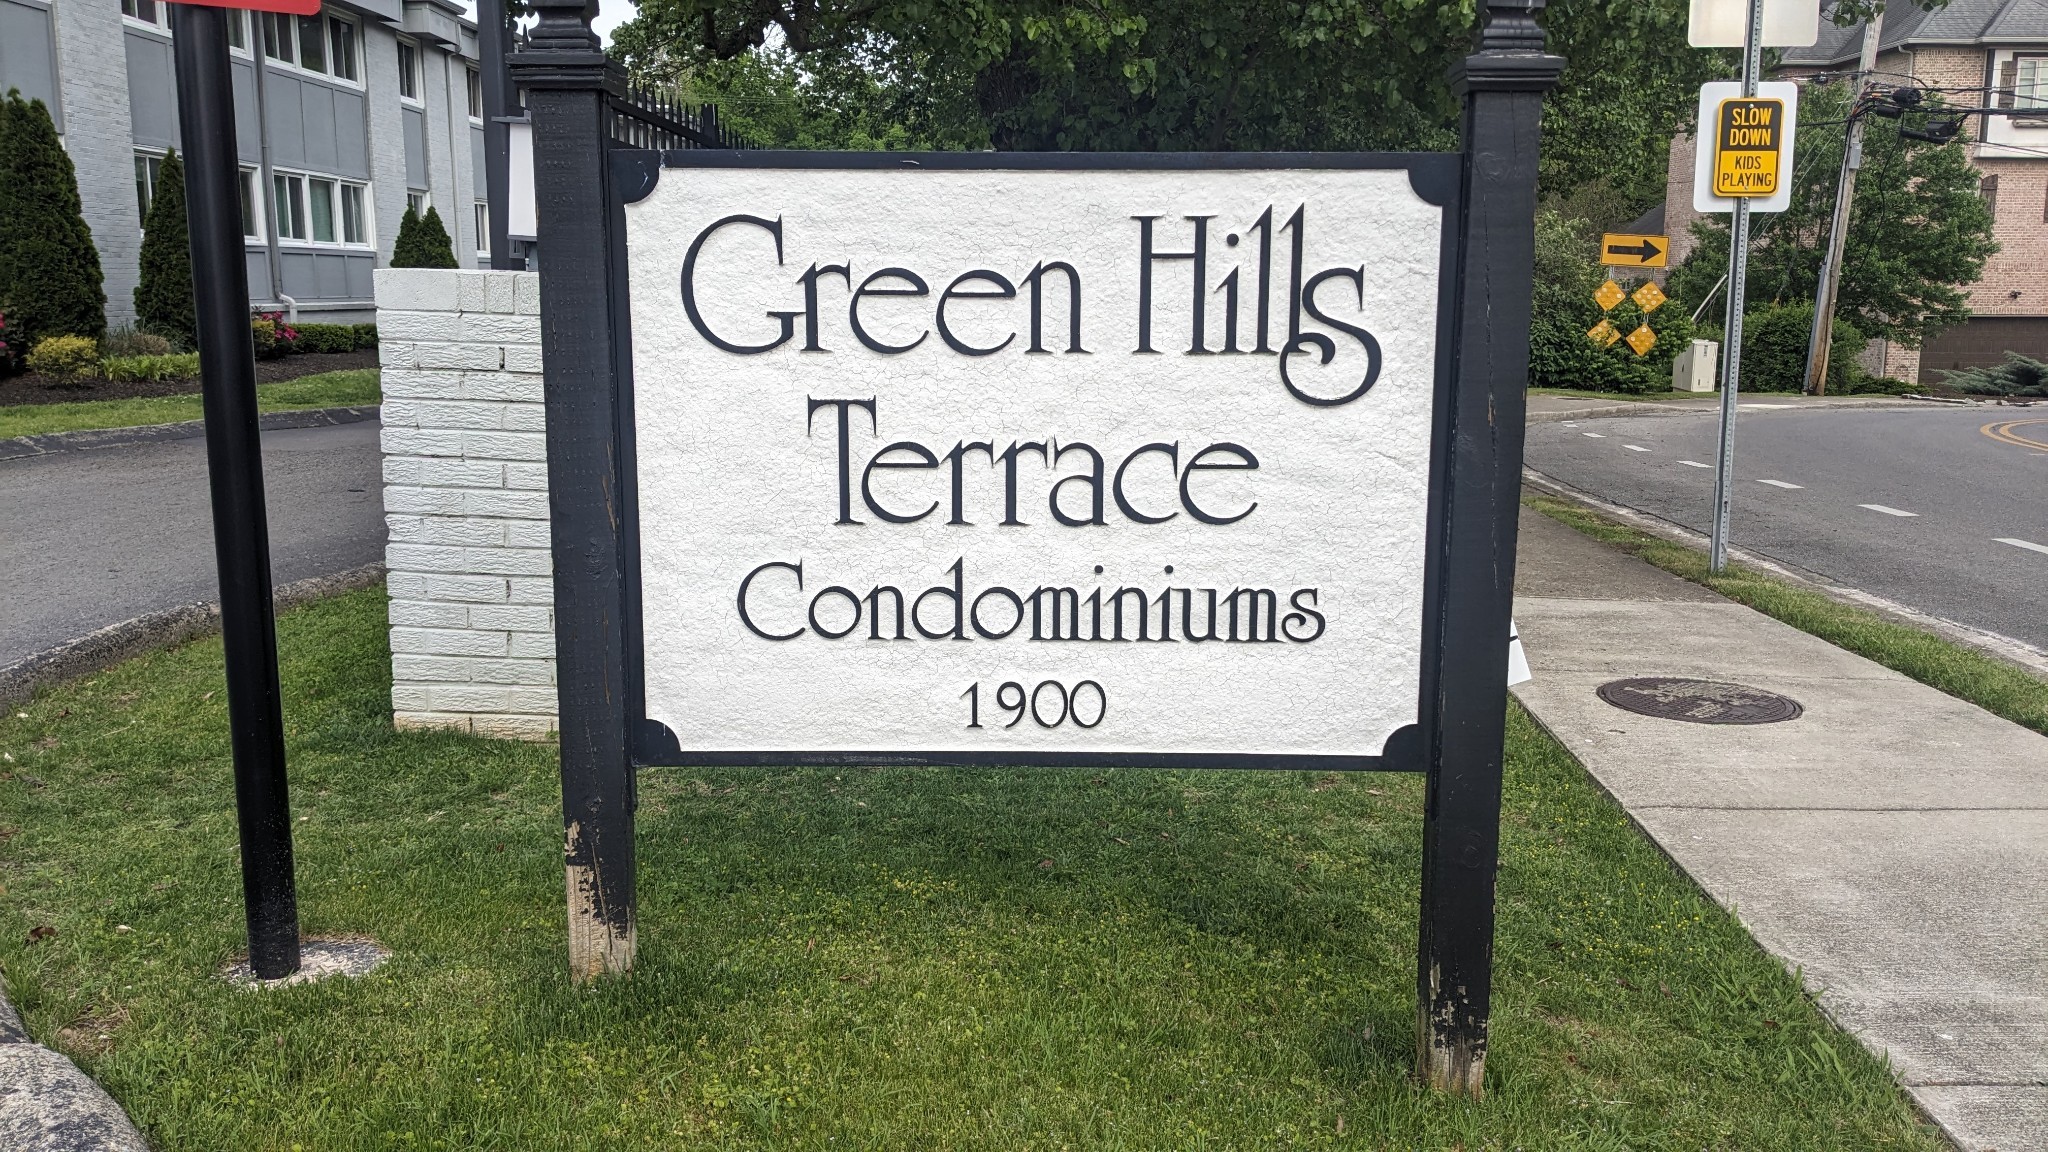 Green Hills
Terrace
Condominiums
1900
SLOW
DOWN
KIDS
PLAYING